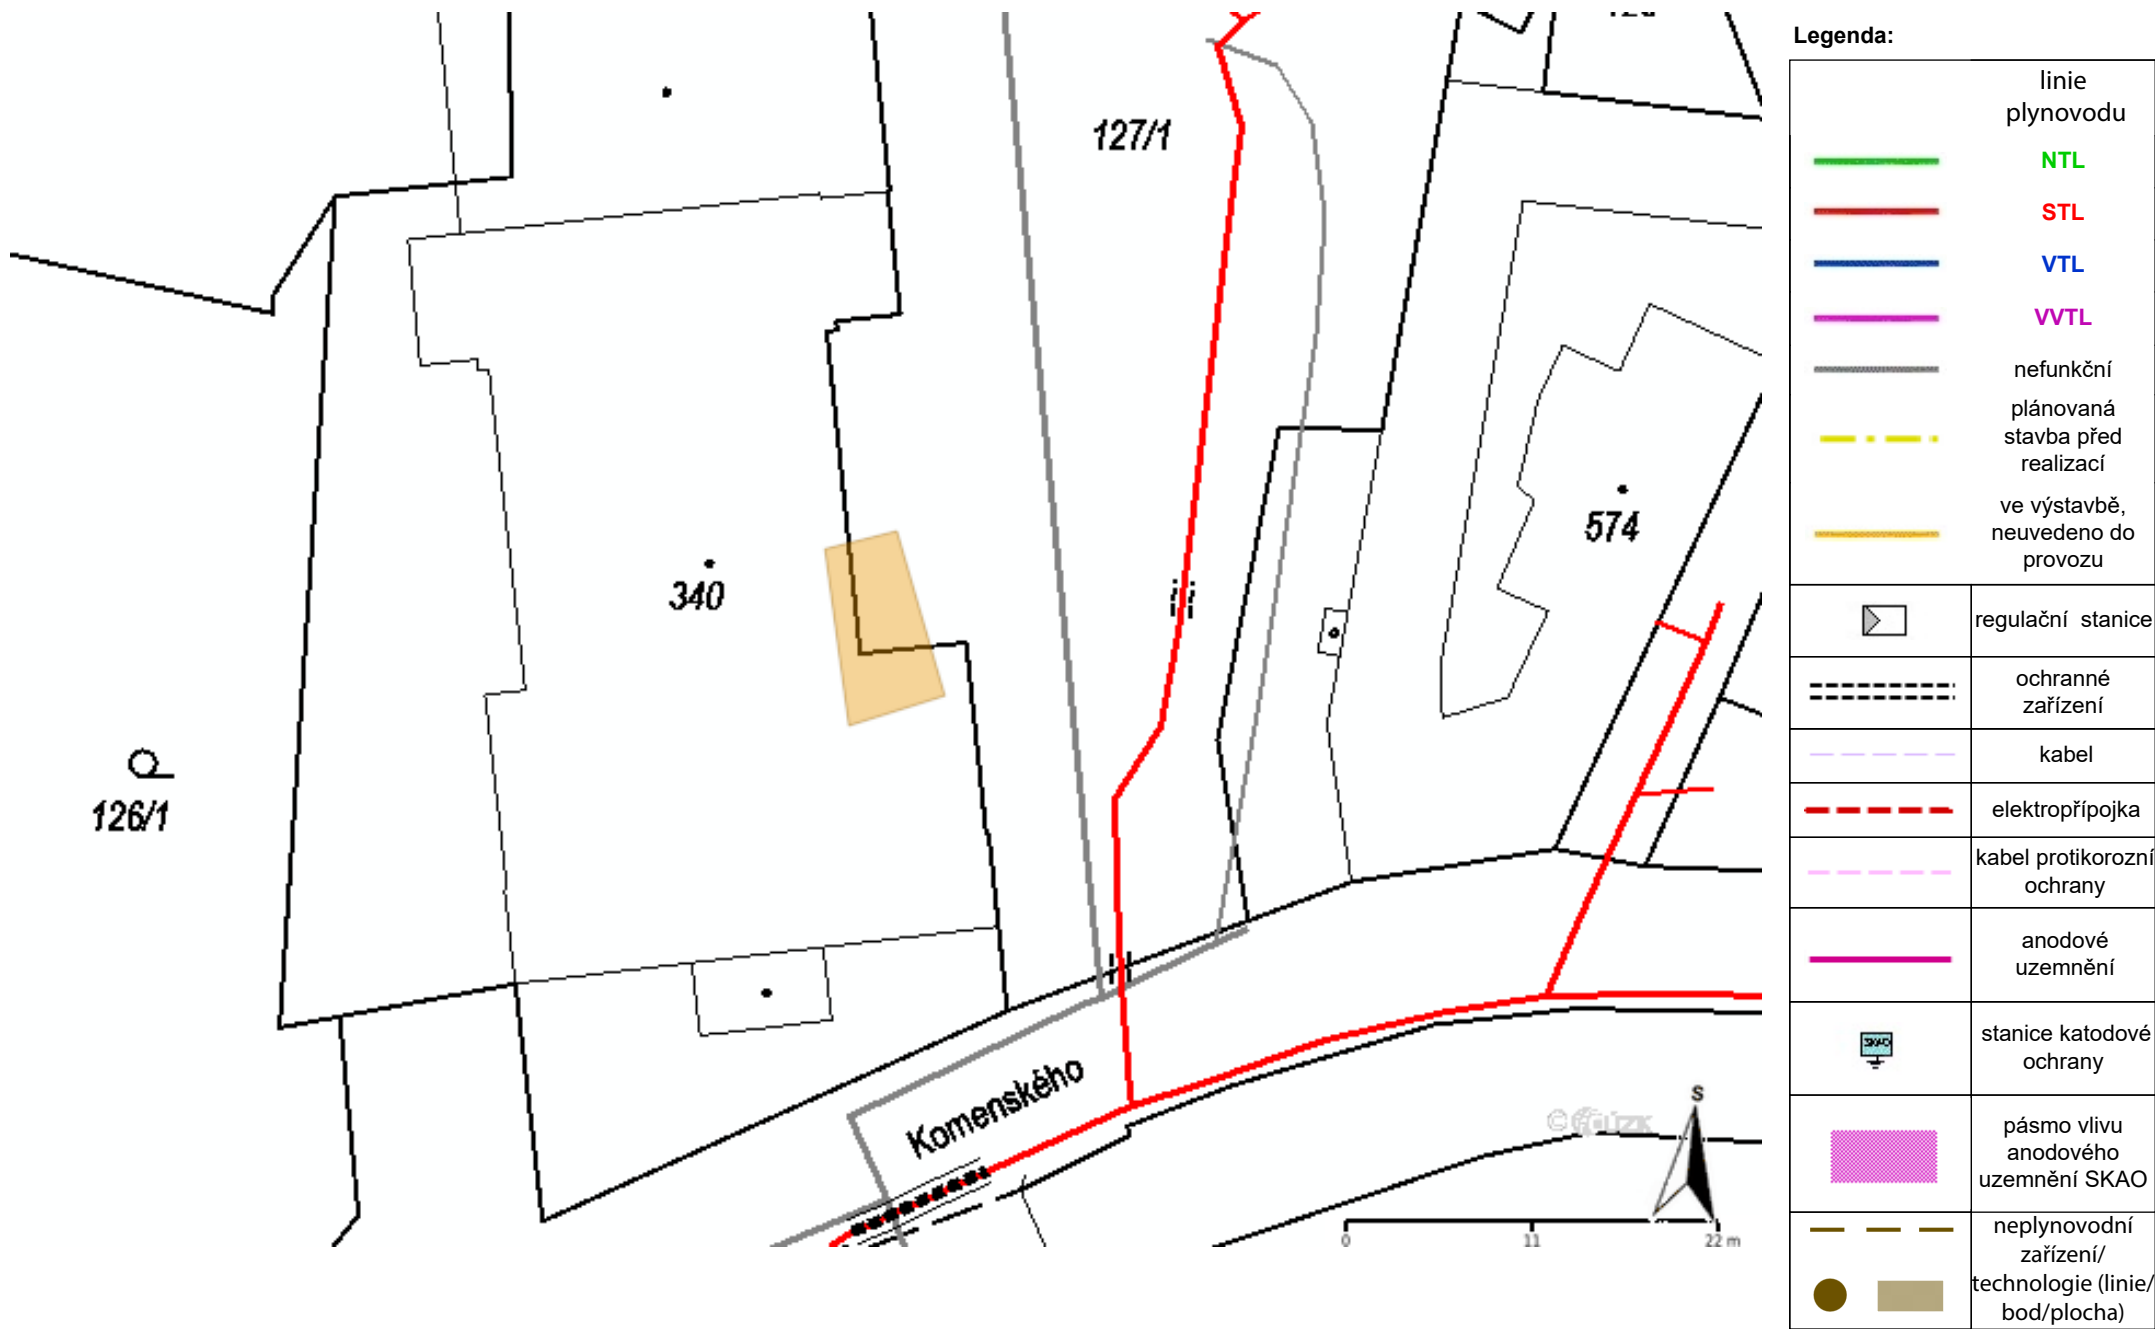 127/1
340
574
126/1
Komenského
© ČÚZK
S
0 11 22 m
Legenda:
linie
plynovodu
NTL
STL
VTL
VVTL
nefunkční
plánovaná
stavba před
realizací
ve výstavbě,
neuvedeno do
provozu
regulační stanice
ochranné
zařízení
kabel
elektropřípojka
kabel protikorozní
ochrany
anodové
uzemnění
SKAO
stanice katodové
ochrany
pásmo vlivu
anodového
uzemnění SKAO
neplynovodní
zařízení/
technologie (linie/
bod/plocha)